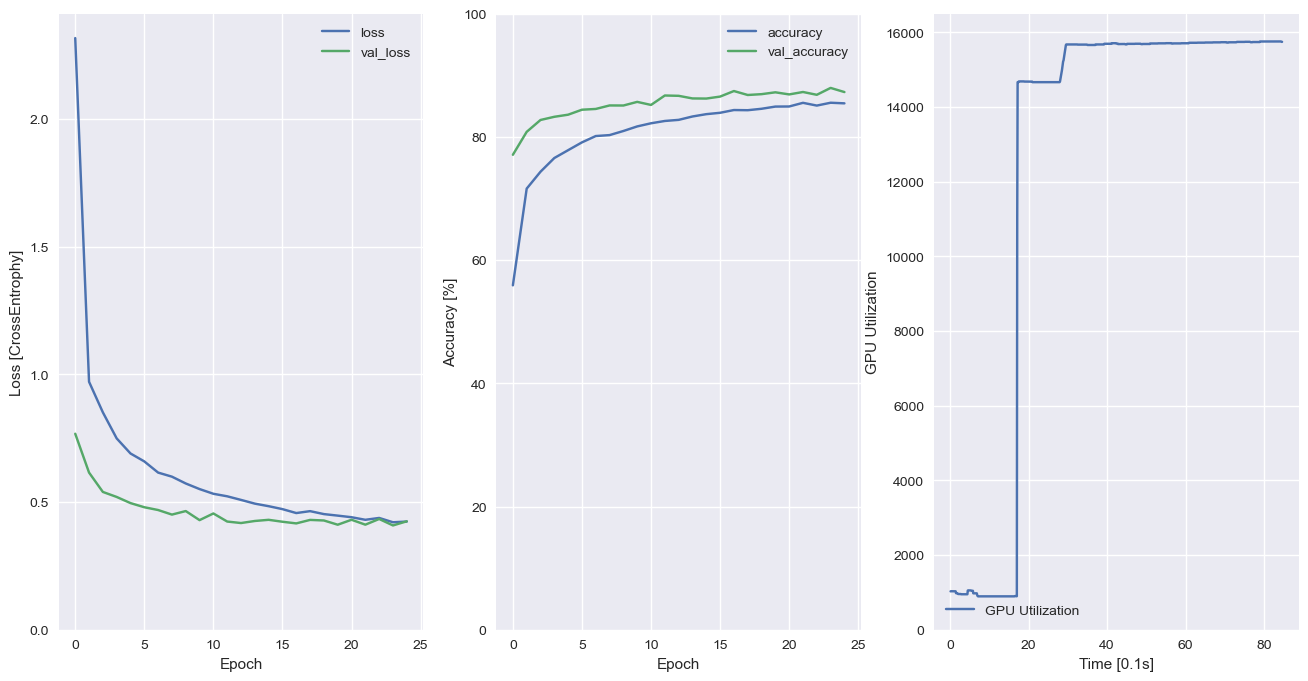 loss
val_loss
2.0
1.5
1.0
0.5
0.0
0 5 10 15 20 25
Epoch
Loss [CrossEntrophy]
accuracy
val_accuracy
100
80
60
40
20
0
0 5 10 15 20 25
Epoch
Accuracy [%]
16000
14000
12000
10000
8000
6000
4000
2000
0
GPU Utilization
0 20 40 60 80
Time [0.1s]
GPU Utilization